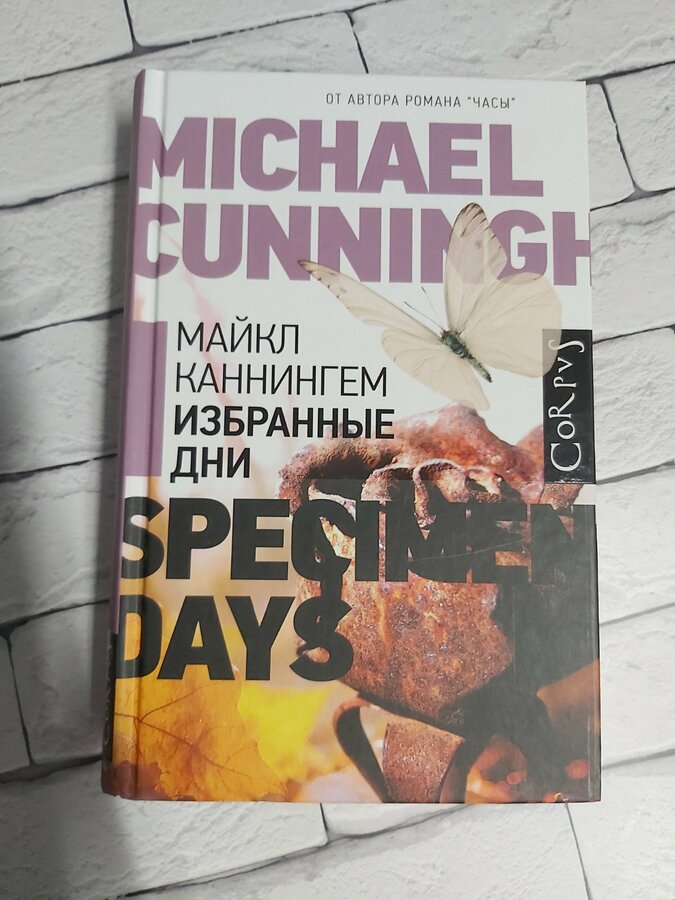 ОТ АВТОРА РОМАНА "ЧАСЫ"
MICHAEL
CUNNINGH
МАЙКЛ
КАННИНГЕМ
ИЗБРАННЫЕ
ДНИ
CORPVS
SPECIMEN
DAYS